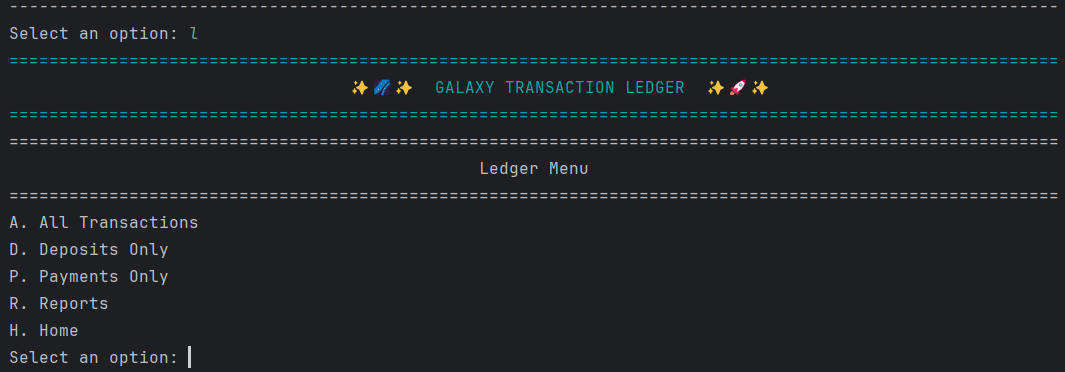 ---------------------------------------------------------------------------------------------------------
Select an option: l
=========================================================================================================
✨🌌✨  GALAXY TRANSACTION LEDGER  ✨🚀✨
=========================================================================================================
=========================================================================================================
Ledger Menu
=========================================================================================================
A. All Transactions
D. Deposits Only
P. Payments Only
R. Reports
H. Home
Select an option: